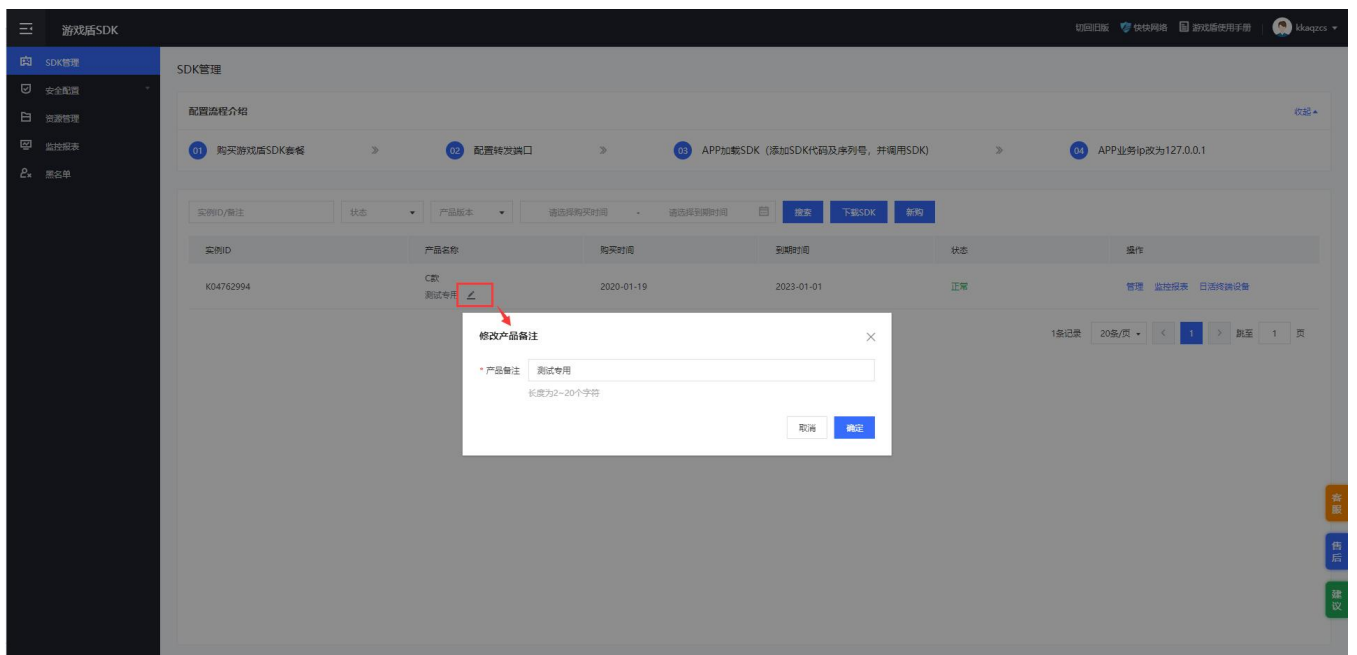 游戏盾SDK
切回旧版 快快网络 游戏盾使用手册 kkaqzcs
SDK管理
安全配置
资源管理
监控报表
黑名单
SDK管理
配置流程介绍 收起
01 购买游戏盾SDK套餐 02 配置转发端口 03 APP加载SDK（添加SDK代码及序列号，并调用SDK) 04 APP业务ip改为127.0.0.1
实例ID/备注 状态 产品版本 请选择购买时间 - 请选择到期时间 搜索 下载SDK 新购
实例ID 产品名称 购买时间 到期时间 状态 操作
K04762994 C款 2020-01-19 2023-01-01 正常 管理 监控报表 日活终端设备
测试专用
1条记录 20条/页 < 1 > 跳至 1 页
修改产品备注
* 产品备注 测试专用
长度为2~20个字符
取消 确定
客服
售后
建议